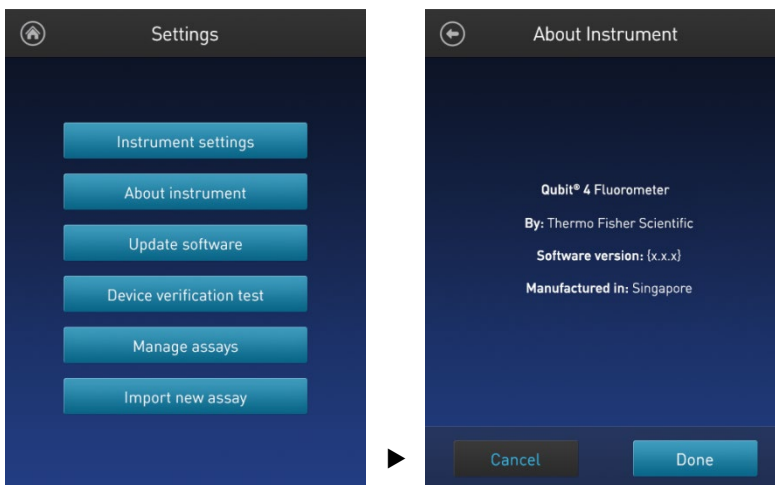 Settings
Instrument settings
About instrument
Update software
Device verification test
Manage assays
Import new assay
About Instrument
Qubit® 4 Fluorometer
By: Thermo Fisher Scientific
Software version: {x.x.x}
Manufactured in: Singapore
Cancel
Done